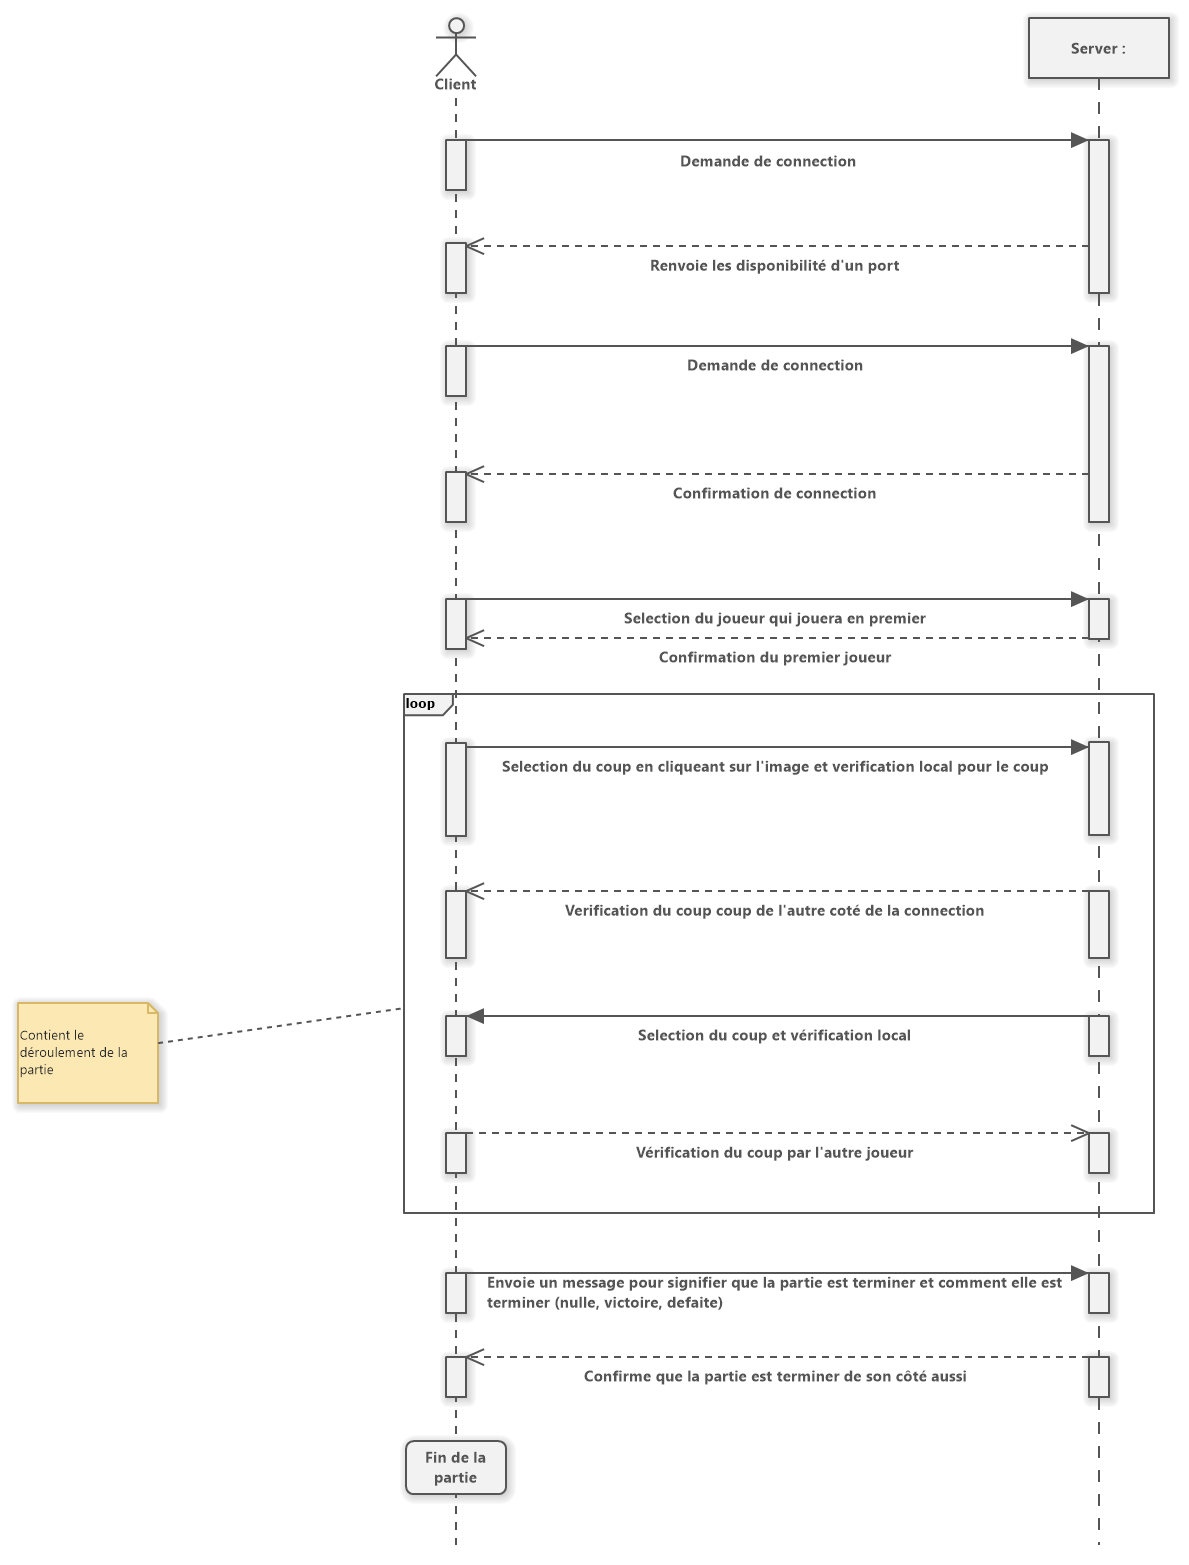 Client
Server :
Demande de connection
Renvoie les disponibilité d'un port
Demande de connection
Confirmation de connection
Selection du joueur qui jouera en premier
Confirmation du premier joueur
loop
Selection du coup en cliqueant sur l'image et verification local pour le coup
Verification du coup coup de l'autre coté de la connection
Contient le
déroulement de la
partie
Selection du coup et vérification local
Vérification du coup par l'autre joueur
Envoie un message pour signifier que la partie est terminer et comment elle est
terminer (nulle, victoire, defaite)
Confirme que la partie est terminer de son côté aussi
Fin de la
partie